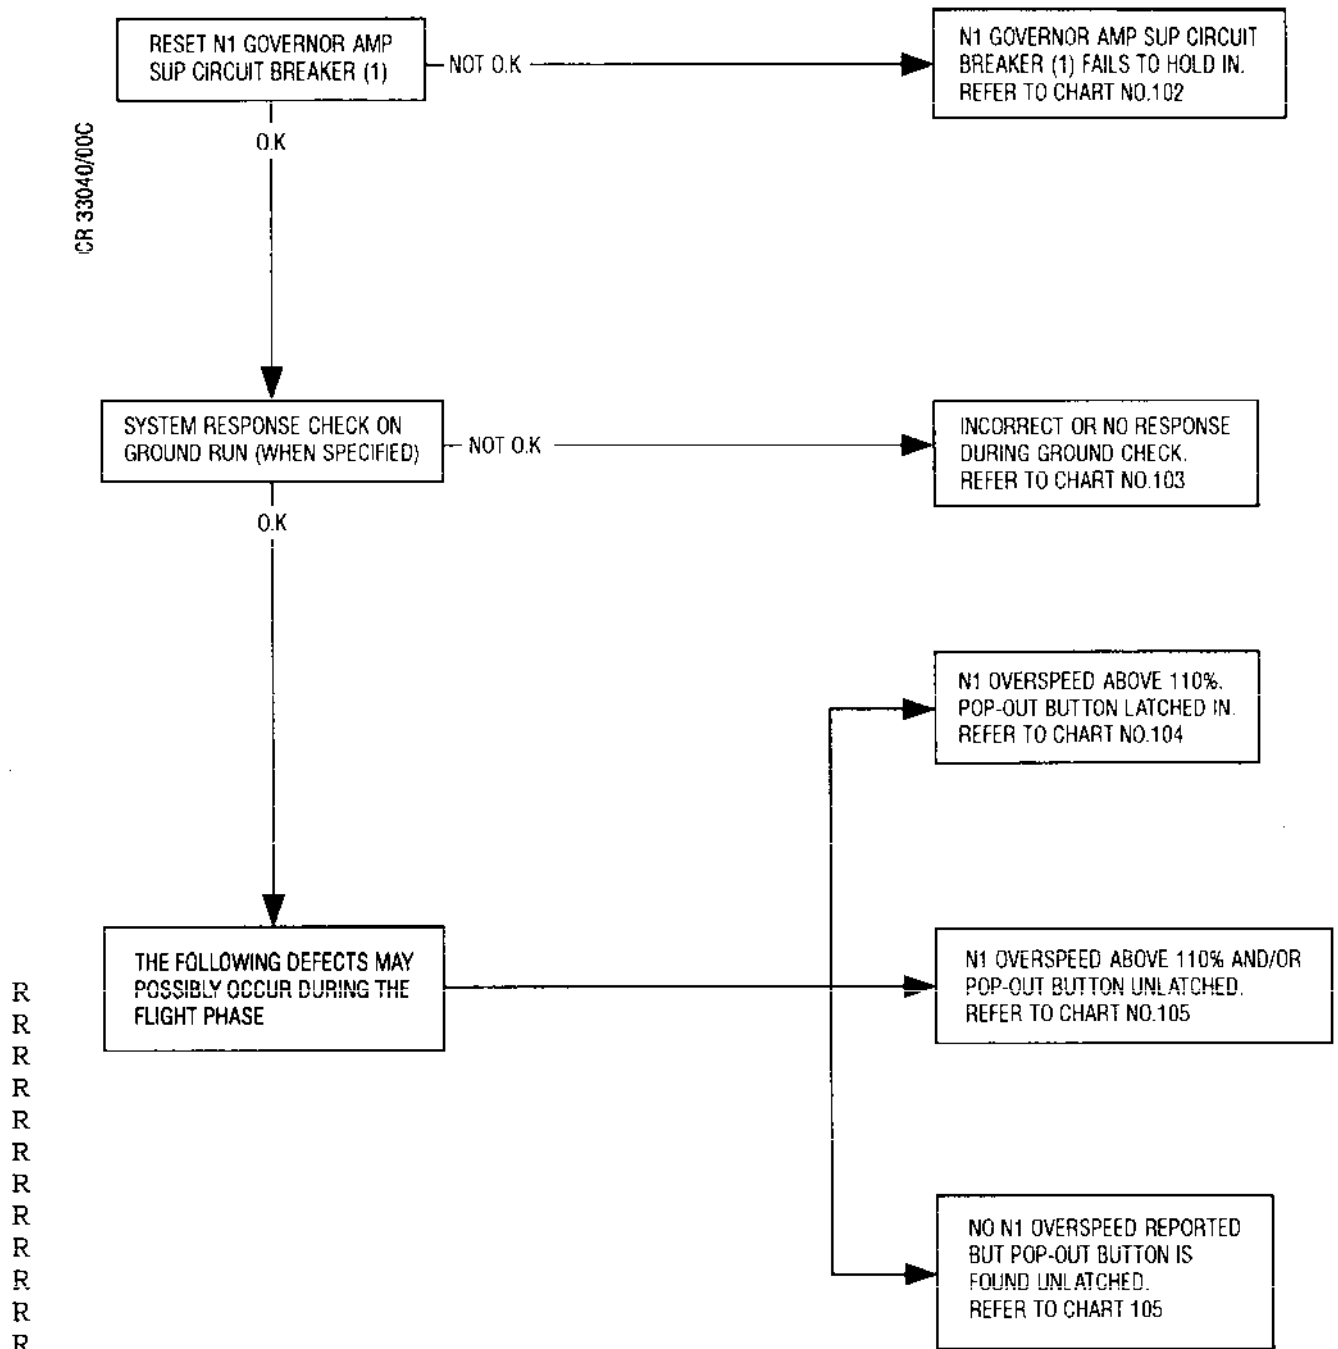 RESET N1 GOVERNOR AMP
SUP CIRCUIT BREAKER (1)
NOT O.K
N1 GOVERNOR AMP SUP CIRCUIT
BREAKER (1) FAILS TO HOLD IN.
REFER TO CHART NO.102
O.K
CR 33040/00C
SYSTEM RESPONSE CHECK ON
GROUND RUN (WHEN SPECIFIED)
NOT O.K
INCORRECT OR NO RESPONSE
DURING GROUND CHECK.
REFER TO CHART NO.103
O.K
N1 OVERSPEED ABOVE 110%.
POP-OUT BUTTON LATCHED IN.
REFER TO CHART NO.104
THE FOLLOWING DEFECTS MAY
POSSIBLY OCCUR DURING THE
FLIGHT PHASE
N1 OVERSPEED ABOVE 110% AND/OR
POP-OUT BUTTON UNLATCHED.
REFER TO CHART NO.105
NO N1 OVERSPEED REPORTED
BUT POP-OUT BUTTON IS
FOUND UNLATCHED.
REFER TO CHART 105
R
R
R
R
R
R
R
R
R
R
R
R